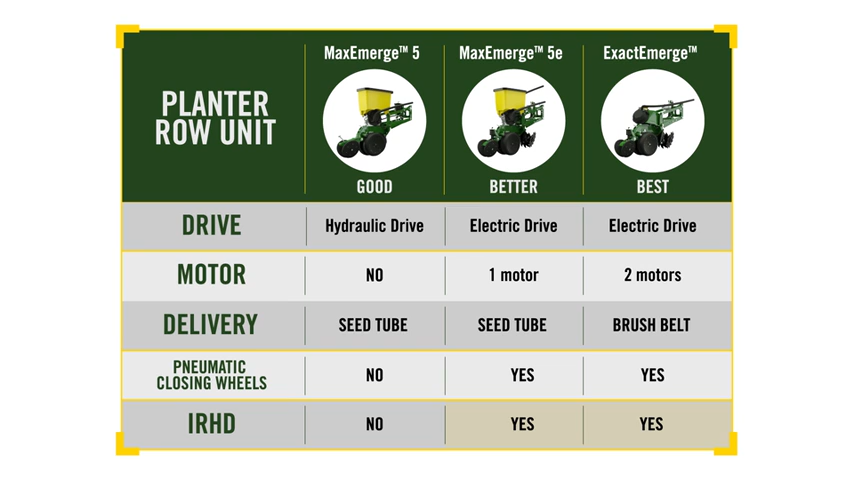 MaxEmerge™ 5 MaxEmerge™ 5e ExactEmerge™
PLANTER
ROW UNIT
GOOD BETTER BEST
DRIVE Hydraulic Drive Electric Drive Electric Drive
MOTOR NO 1 motor 2 motors
DELIVERY SEED TUBE SEED TUBE BRUSH BELT
PNEUMATIC
CLOSING WHEELS NO YES YES
IRHD NO YES YES